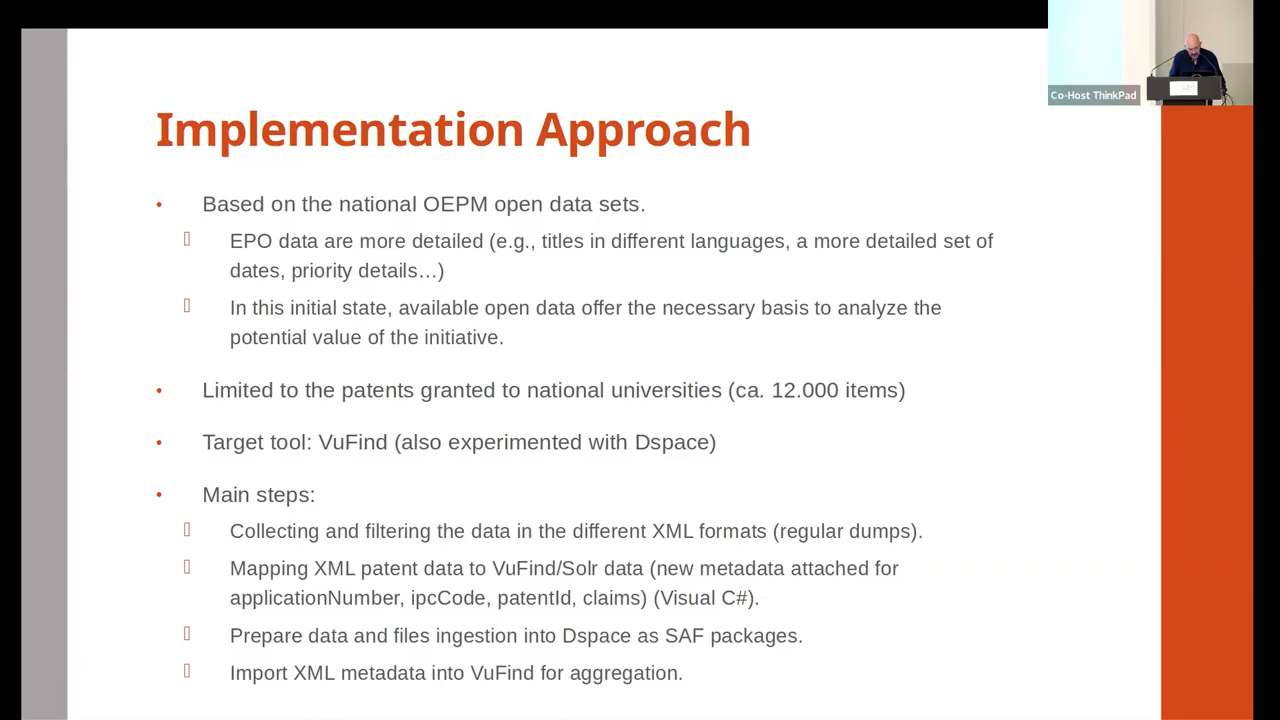 Co-Host ThinkPad
Implementation Approach
• Based on the national OEPM open data sets.
EPO data are more detailed (e.g., titles in different languages, a more detailed set of
dates, priority details…)
In this initial state, available open data offer the necessary basis to analyze the
potential value of the initiative.
• Limited to the patents granted to national universities (ca. 12.000 items)
• Target tool: VuFind (also experimented with Dspace)
• Main steps:
Collecting and filtering the data in the different XML formats (regular dumps).
Mapping XML patent data to VuFind/Solr data (new metadata attached for
applicationNumber, ipcCode, patentId, claims) (Visual C#).
Prepare data and files ingestion into Dspace as SAF packages.
Import XML metadata into VuFind for aggregation.